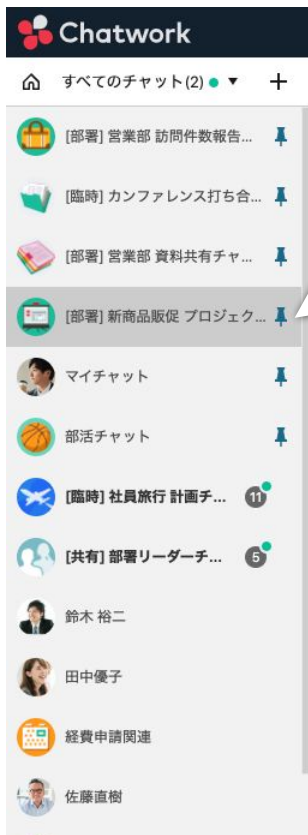 Chatwork
すべてのチャット(2)
[部署] 営業部 訪問件数報告...
[臨時] カンファレンス打ち合...
[部署] 営業部 資料共有チャ...
[部署] 新商品販促 プロジェク...
マイチャット
部活チャット
[臨時] 社員旅行 計画チ... 11
[共有] 部署リーダーチ... 5
鈴木 裕二
田中優子
経費申請関連
佐藤直樹